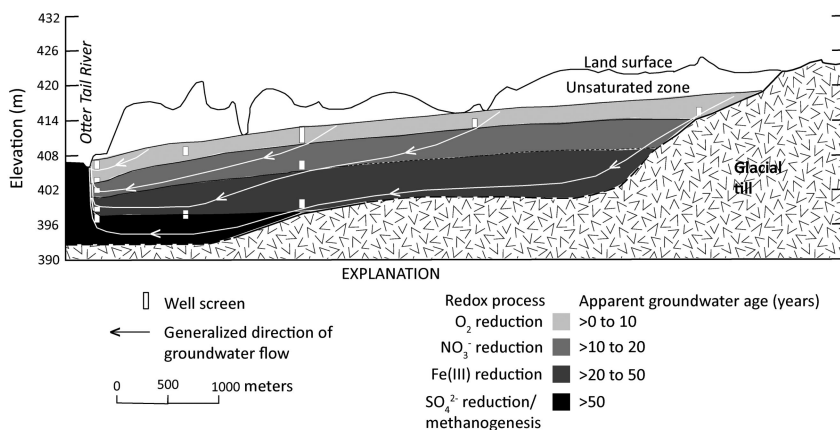 432
426
420
414
408
402
396
390
Elevation (m)
Otter Tail River
Land surface
Unsaturated zone
Glacial
till
EXPLANATION
Well screen
Generalized direction of
groundwater flow
0 500 1000 meters
Redox process Apparent groundwater age (years)
O₂ reduction >0 to 10
NO₃⁻ reduction >10 to 20
Fe(III) reduction >20 to 50
SO₄²⁻ reduction/ >50
methanogenesis